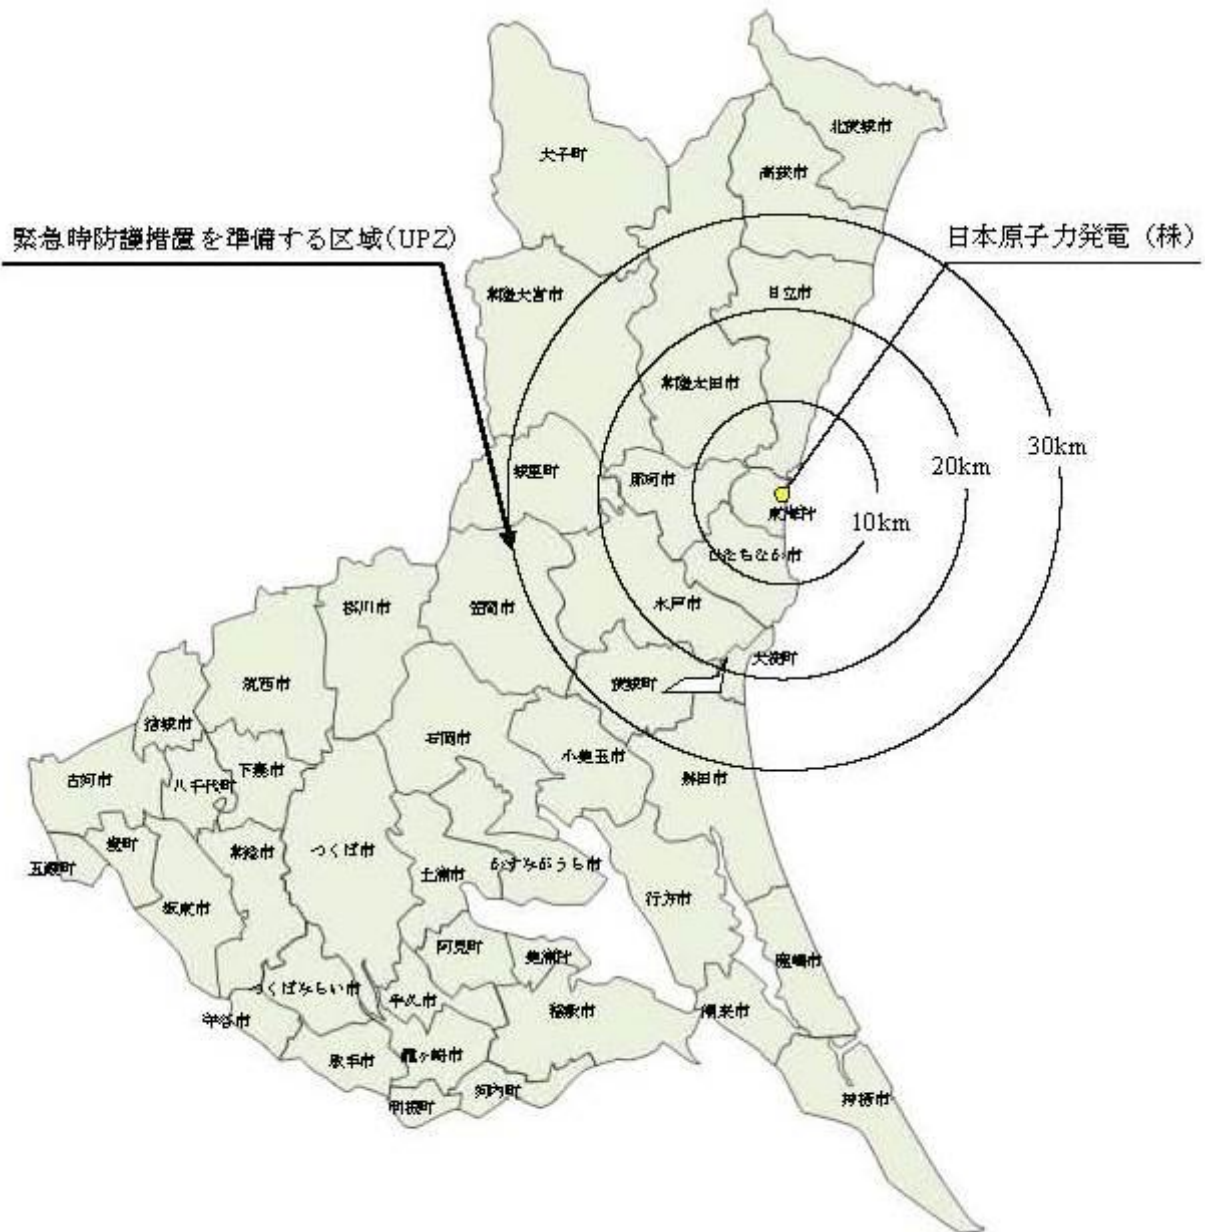 北茨城市
大子町
高萩市
緊急時防護措置を準備する区域(UPZ)
日本原子力発電（株）
常陸大宮市
日立市
常陸太田市
30km
20km
10km
城里町
那珂市
東海村
ひたちなか市
水戸市
笠間市
桜川市
大洗町
茨城町
筑西市
結城市
石岡市
小美玉市
鉾田市
古河市
八千代町
下妻市
境町
五霞町
常総市
つくば市
土浦市
かすみがうら市
坂東市
行方市
阿見町
美浦村
鹿嶋市
つくばみらい市
牛久市
稲敷市
潮来市
守谷市
取手市
龍ヶ崎市
利根町
河内町
神栖市